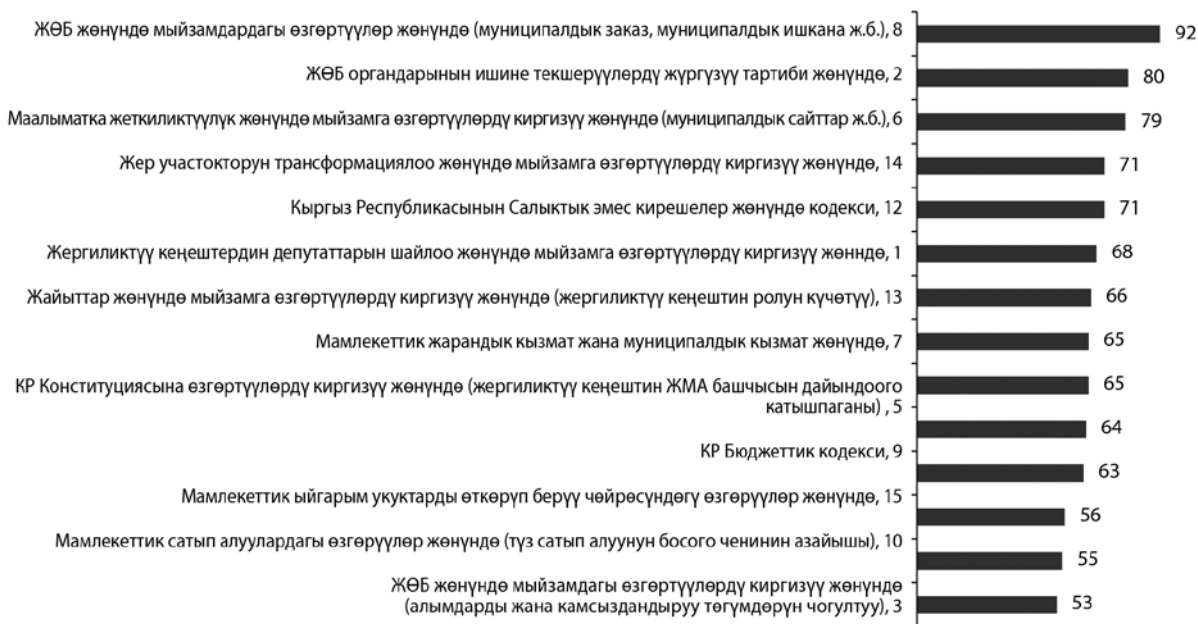 ЖӨБ жөнүндө мыйзамдардагы өзгөртүүлөр жөнүндө (муниципалдык заказ, муниципалдык ишкана ж.б.), 8
92
ЖӨБ органдарынын ишине текшерүүлөрдү жүргүзүү тартиби жөнүндө, 2
80
Маалыматка жеткиликтүүлүк жөнүндө мыйзамга өзгөртүүлөрдү киргизүү жөнүндө (муниципалдык сайттар ж.б.), 6
79
Жер участокторун трансформациялоо жөнүндө мыйзамга өзгөртүүлөрдү киргизүү жөнүндө, 14
71
Кыргыз Республикасынын Салыктык эмес кирешелер жөнүндө кодекси, 12
71
Жергиликтүү кеңештердин депутаттарын шайлоо жөнүндө мыйзамга өзгөртүүлөрдү киргизүү жөннде, 1
68
Жайыттар жөнүндө мыйзамга өзгөртүүлөрдү киргизүү жөнүндө (жергиликтүү кеңештин ролун күчөтүү), 13
66
Мамлекеттик жарандык кызмат жана муниципалдык кызмат жөнүндө, 7
65
КР Конституциясына өзгөртүүлөрдү киргизүү жөнүндө (жергиликтүү кеңештин ЖМА башчысын дайындоого
катышпаганы) , 5
65
64
КР Бюджеттик кодекси, 9
63
Мамлекеттик ыйгарым укуктарды өткөрүп берүү чөйрөсүндөгү өзгөрүүлөр жөнүндө, 15
56
Мамлекеттик сатып алуулардагы өзгөрүүлөр жөнүндө (түз сатып алуунун босого ченинин азайышы), 10
55
ЖӨБ жөнүндө мыйзамдагы өзгөртүүлөрдү киргизүү жөнүндө
(алымдарды жана камсыздандыруу төгүмдөрүн чогултуу), 3
53